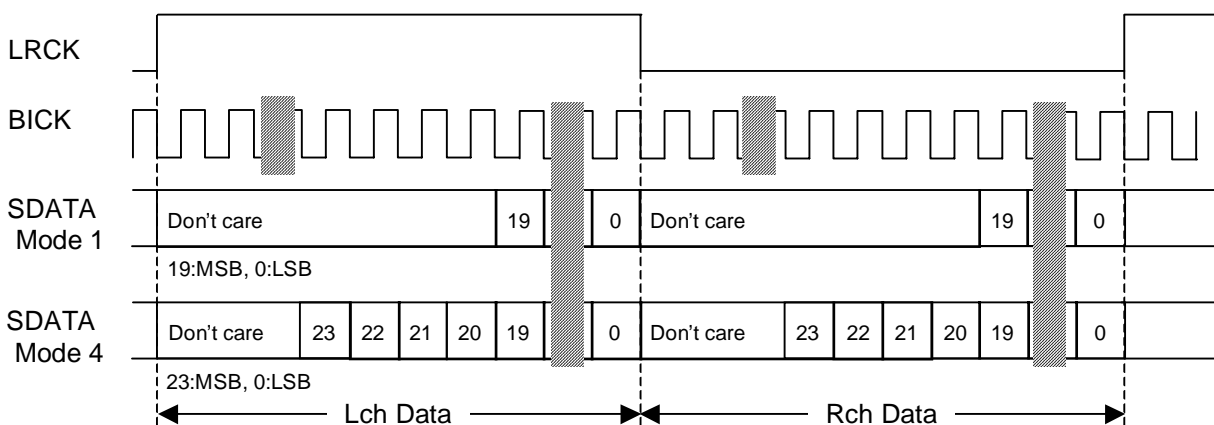 LRCK
BICK
SDATA
Mode 1
Don't care 19 0 Don't care 19 0
19:MSB, 0:LSB
SDATA
Mode 4
Don't care 23 22 21 20 19 0 Don't care 23 22 21 20 19 0
23:MSB, 0:LSB
Lch Data Rch Data